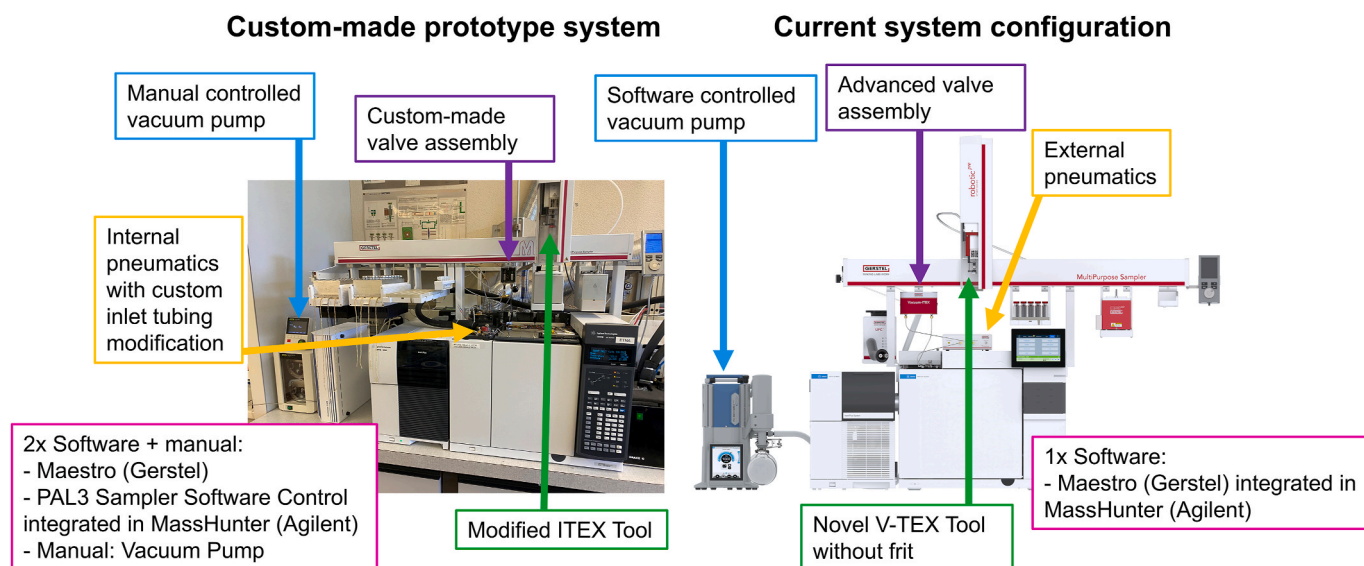 Custom-made prototype system
Current system configuration
Manual controlled
vacuum pump
Custom-made
valve assembly
Internal
pneumatics
with custom
inlet tubing
modification
2x Software + manual:
- Maestro (Gerstel)
- PAL3 Sampler Software Control
integrated in MassHunter (Agilent)
- Manual: Vacuum Pump
Modified ITEX Tool
GERSTEL
Software controlled
vacuum pump
Advanced valve
assembly
External
pneumatics
robotic
GERSTEL
MultiPurpose Sampler
Novel V-TEX Tool
without frit
1x Software:
- Maestro (Gerstel) integrated in
MassHunter (Agilent)